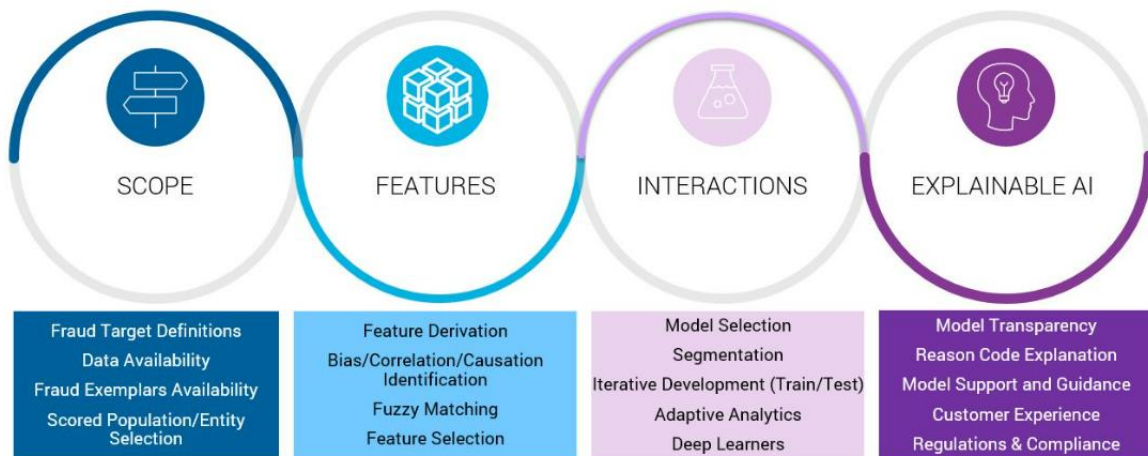 SCOPE
FEATURES
INTERACTIONS
EXPLAINABLE AI
Fraud Target Definitions
Data Availability
Fraud Exemplars Availability
Scored Population/Entity
Selection
Feature Derivation
Bias/Correlation/Causation
Identification
Fuzzy Matching
Feature Selection
Model Selection
Segmentation
Iterative Development (Train/Test)
Adaptive Analytics
Deep Learners
Model Transparency
Reason Code Explanation
Model Support and Guidance
Customer Experience
Regulations & Compliance